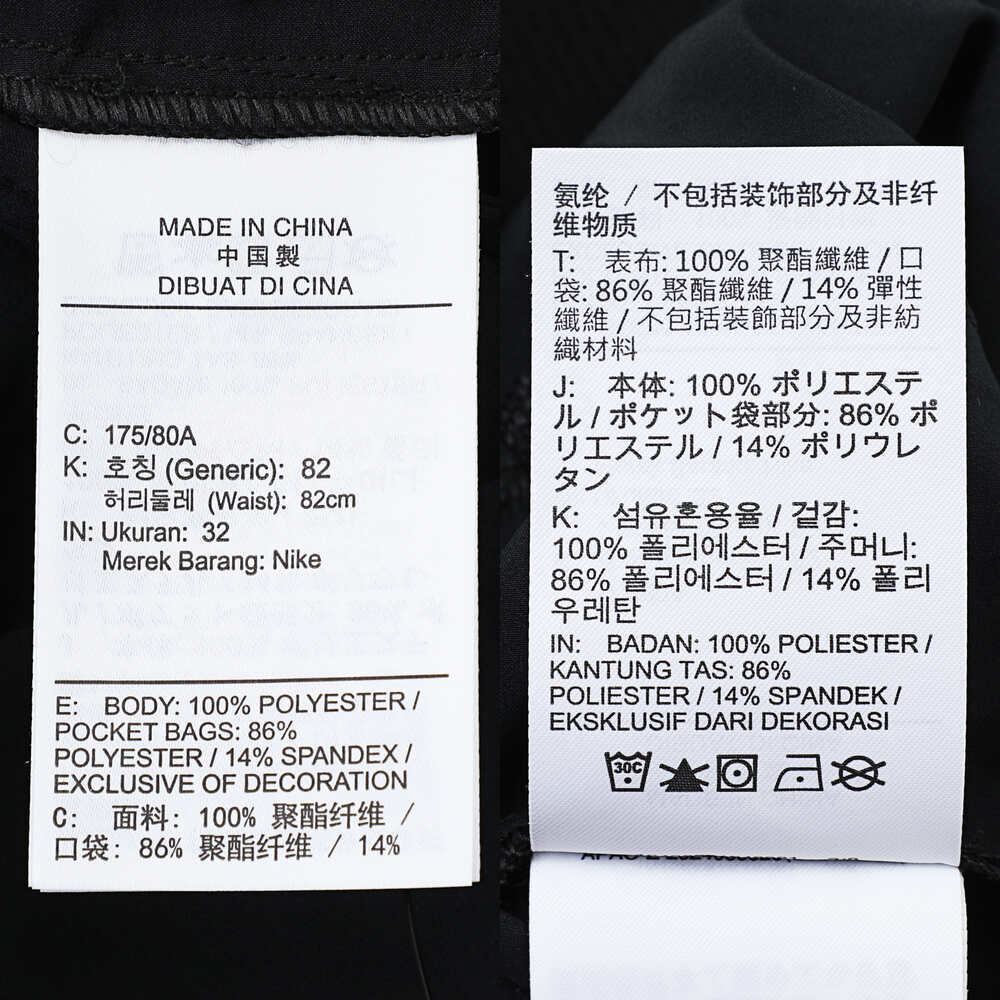 MADE IN CHINA
中国製
DIBUAT DI CINA
C: 175/80A
K: 호칭 (Generic): 82
허리둘레 (Waist): 82cm
IN: Ukuran: 32
Merek Barang: Nike
E: BODY: 100% POLYESTER /
POCKET BAGS: 86%
POLYESTER / 14% SPANDEX /
EXCLUSIVE OF DECORATION
C: 面料: 100% 聚酯纤维 /
口袋: 86% 聚酯纤维 / 14%
氨纶 / 不包括装饰部分及非纤
维物质
T: 表布: 100% 聚酯纖維 / 口
袋: 86% 聚酯纖維 / 14% 彈性
纖維 / 不包括裝飾部分及非紡
織材料
J: 本体: 100% ポリエステ
ル / ポケット袋部分: 86% ポ
リエステル / 14% ポリウレ
タン
K: 섬유혼용율 / 겉감:
100% 폴리에스터 / 주머니:
86% 폴리에스터 / 14% 폴리
우레탄
IN: BADAN: 100% POLIESTER /
KANTUNG TAS: 86%
POLIESTER / 14% SPANDEK /
EKSKLUSIF DARI DEKORASI
30C